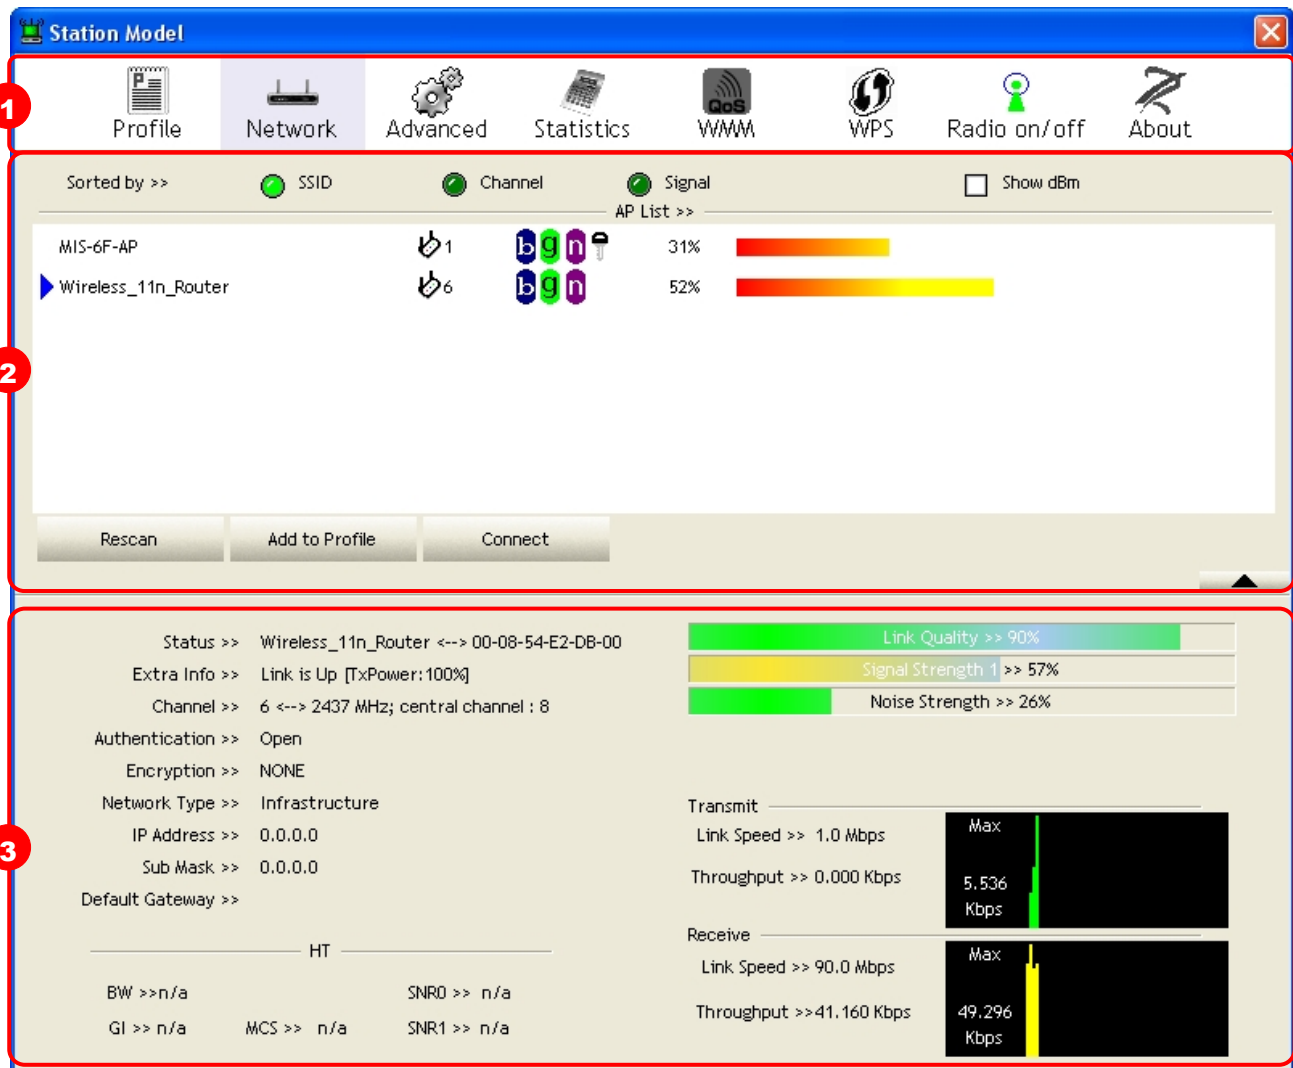 Station Model
1
Profile Network Advanced Statistics QoS WMM WPS Radio on/off About
Sorted by >> SSID Channel Signal Show dBm
AP List >>
MIS-6F-AP 1 b g n 31%
Wireless_11n_Router 6 b g n 52%
2
Rescan Add to Profile Connect
Status >> Wireless_11n_Router <--> 00-08-54-E2-DB-00
Extra Info >> Link is Up [TxPower:100%]
Channel >> 6 <--> 2437 MHz; central channel : 8
Authentication >> Open
Encryption >> NONE
Network Type >> Infrastructure
IP Address >> 0.0.0.0
Sub Mask >> 0.0.0.0
Default Gateway >>
3
HT
BW >>n/a SNR0 >> n/a
GI >> n/a MCS >> n/a SNR1 >> n/a
Link Quality >> 90%
Signal Strength 1 >> 57%
Noise Strength >> 26%
Transmit
Link Speed >> 1.0 Mbps
Throughput >> 0.000 Kbps
Max
5.536
Kbps
Receive
Link Speed >> 90.0 Mbps
Throughput >>41.160 Kbps
Max
49.296
Kbps